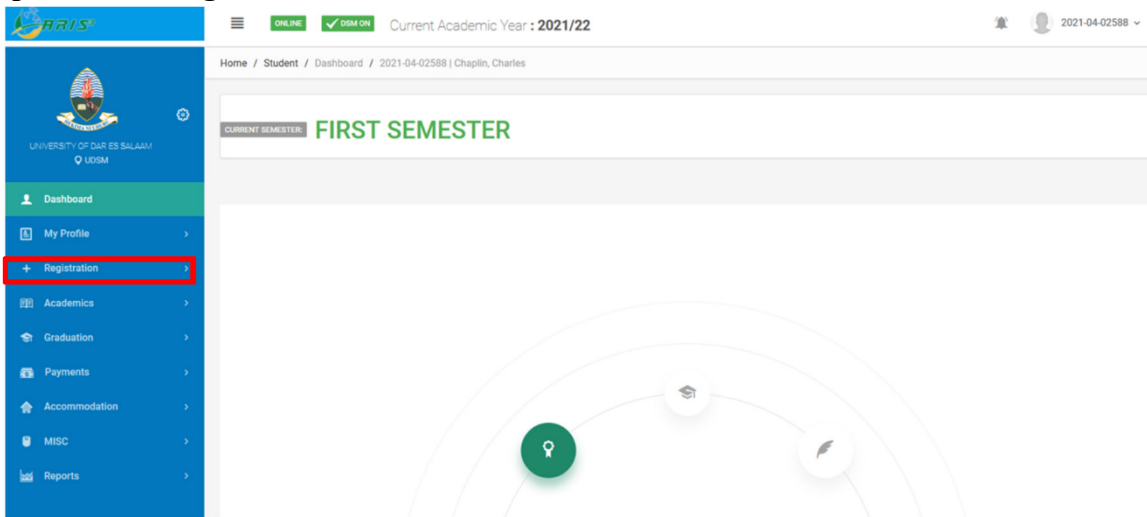 ARIS³
ONLINE
DSM ON
Current Academic Year : 2021/22
2021-04-02588
Home / Student / Dashboard / 2021-04-02588 | Chaplin, Charles
UNIVERSITY OF DAR ES SALAAM
UDSM
CURRENT SEMESTER:
FIRST SEMESTER
Dashboard
My Profile
Registration
Academics
Graduation
Payments
Accommodation
MISC
Reports